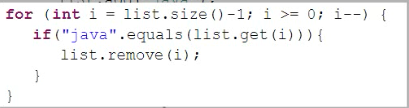 for (int i = list.size()-1; i >= 0; i--) {
if("java".equals(list.get(i))){
list.remove(i);
}
}